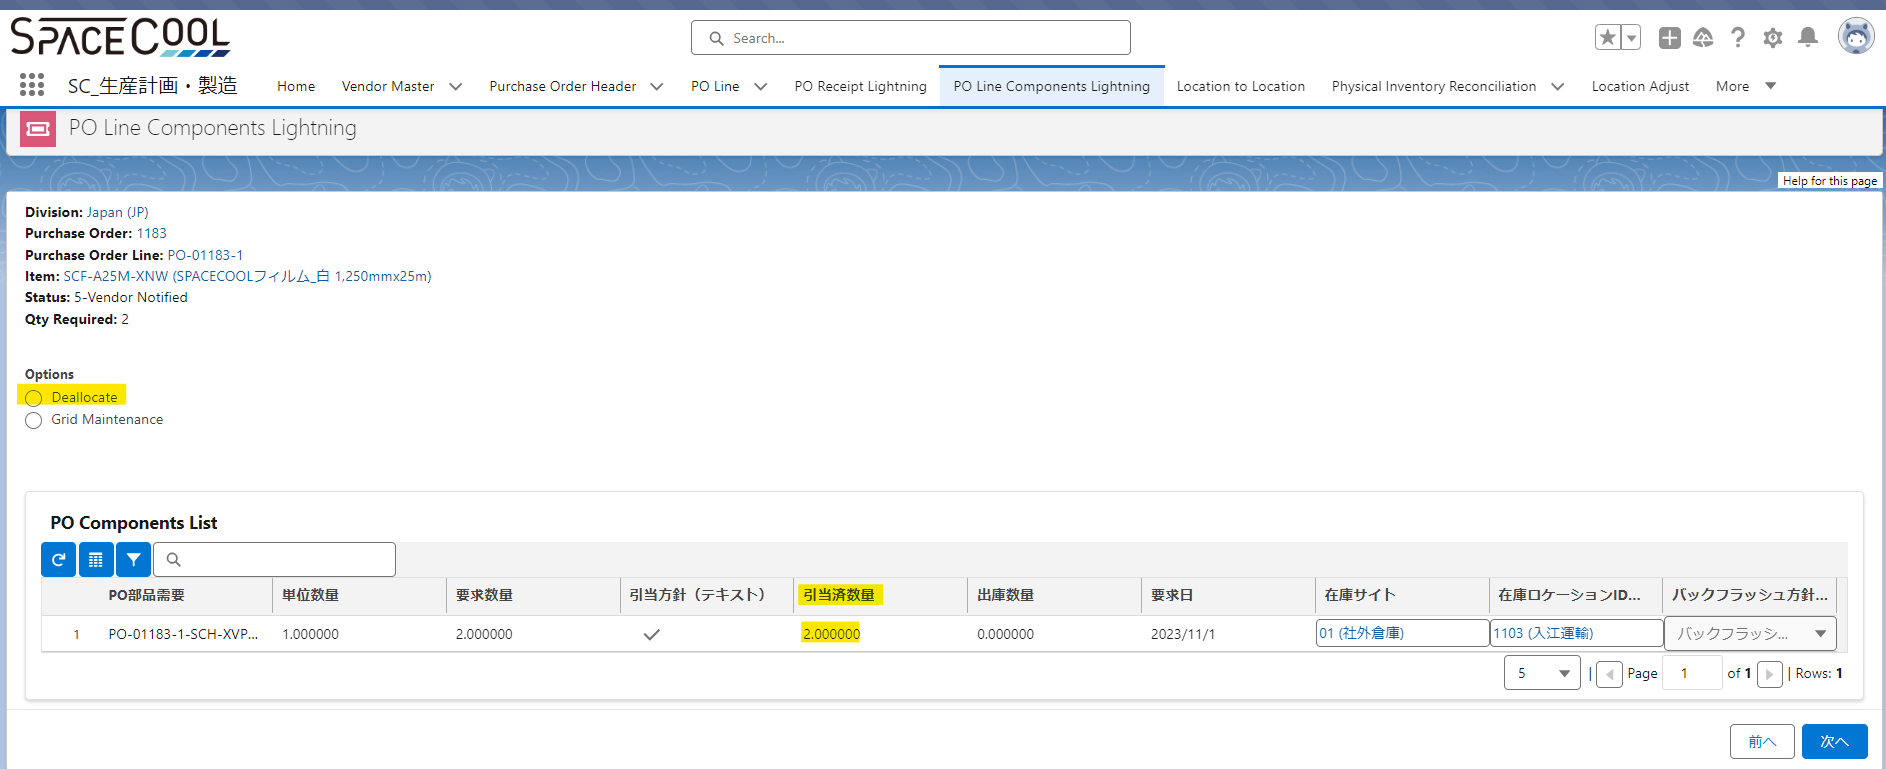 SPACECOOL
Search...
SC_生産計画・製造
Home
Vendor Master
Purchase Order Header
PO Line
PO Receipt Lightning
PO Line Components Lightning
Location to Location
Physical Inventory Reconciliation
Location Adjust
More
PO Line Components Lightning
Help for this page
Division: Japan (JP)
Purchase Order: 1183
Purchase Order Line: PO-01183-1
Item: SCF-A25M-XNW (SPACECOOLフィルム_白 1,250mmx25m)
Status: 5-Vendor Notified
Qty Required: 2
Options
Deallocate
Grid Maintenance
PO Components List
PO部品需要 単位数量 要求数量 引当方針（テキスト） 引当済数量 出庫数量 要求日 在庫サイト 在庫ロケーションID... バックフラッシュ方針...
1 PO-01183-1-SCH-XVP... 1.000000 2.000000 2.000000 0.000000 2023/11/1 01 (社外倉庫) 1103 (入江運輸) バックフラッシ...
5 | Page 1 of 1 | Rows: 1
前へ 次へ